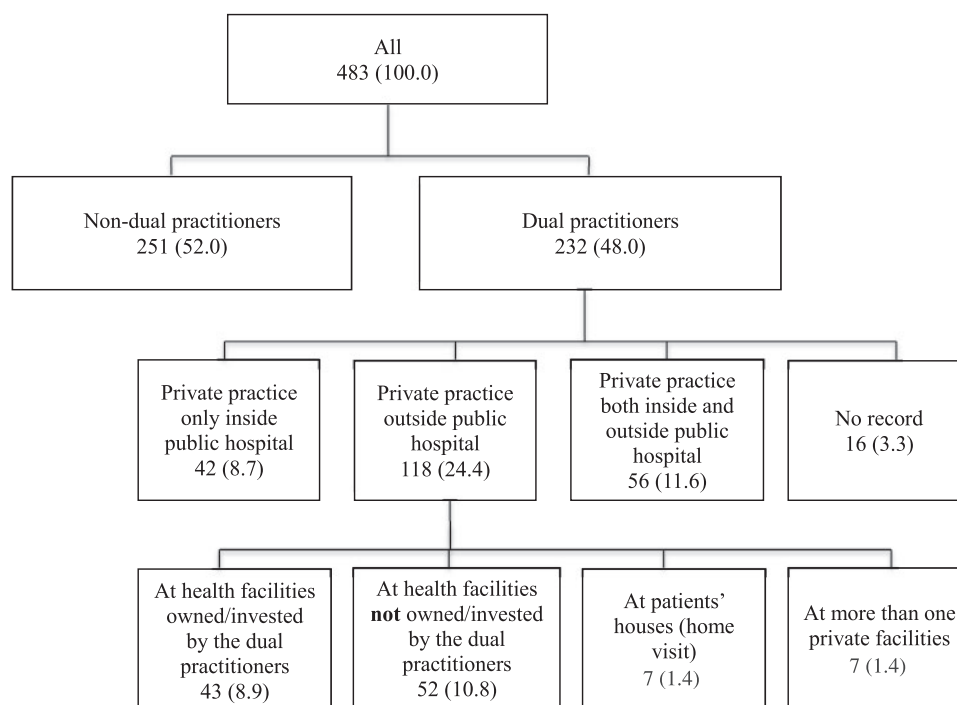 All
483 (100.0)
Non-dual practitioners
251 (52.0)
Dual practitioners
232 (48.0)
Private practice
only inside
public hospital
42 (8.7)
Private practice
outside public
hospital
118 (24.4)
Private practice
both inside and
outside public
hospital
56 (11.6)
No record
16 (3.3)
At health facilities
owned/invested
by the dual
practitioners
43 (8.9)
At health facilities
not owned/invested
by the dual
practitioners
52 (10.8)
At patients’
houses (home
visit)
7 (1.4)
At more than one
private facilities
7 (1.4)